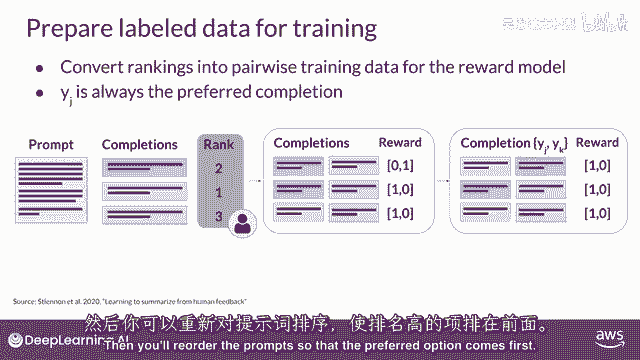 Prepare labeled data for training
bilibili
● Convert rankings into pairwise training data for the reward model
● yj is always the preferred completion
Prompt Completions Rank Completions Reward Completion {yj, yk} Reward
2 [0,1] [1,0]
1 [1,0] [1,0]
3 [1,0] [1,0]
Source: Stiennon et al. 2020, "Learning to summarize from human feedback"
然后你可以重新对提示词排序，使排名高的项排在前面。
DeepLearning.AI Then you'll reorder the prompts so that the preferred option comes first. aws